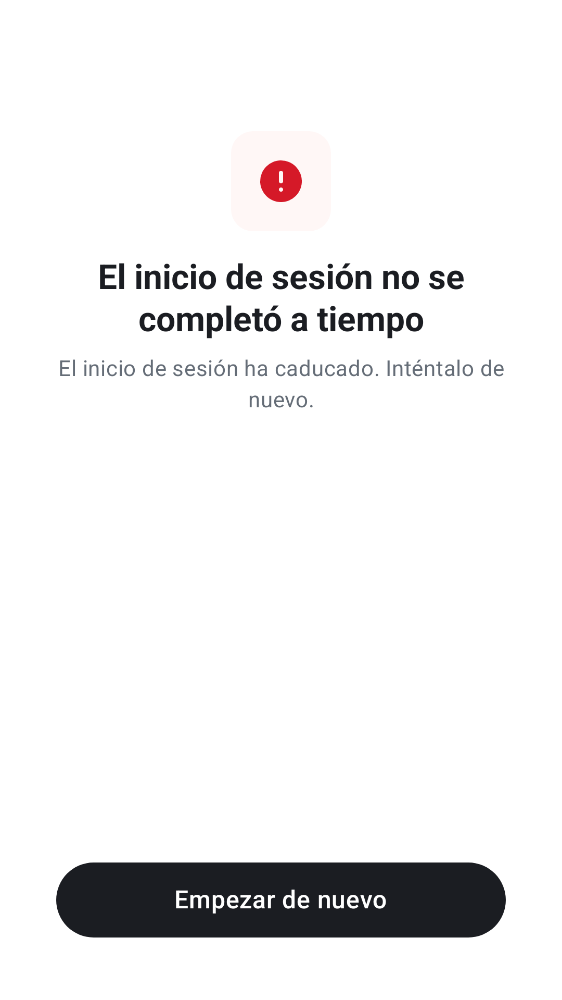 El inicio de sesión no se
completó a tiempo
El inicio de sesión ha caducado. Inténtalo de
nuevo.
Empezar de nuevo